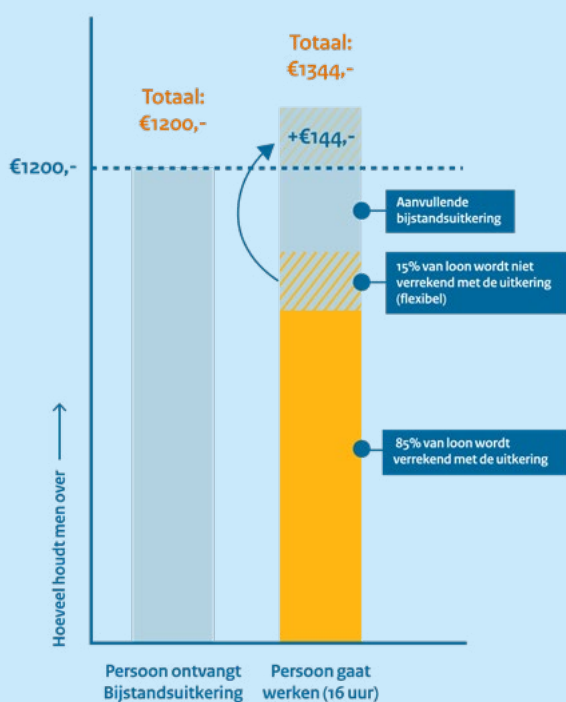 Totaal:
€1344,-
Totaal:
€1200,-
+€144,-
€1200,-
Aanvullende
bijstandsuitkering
15% van loon wordt niet
verrekend met de uitkering
(flexibel)
85% van loon wordt
verrekend met de uitkering
Hoeveel houdt men over
Persoon ontvangt
Bijstandsuitkering
Persoon gaat
werken (16 uur)